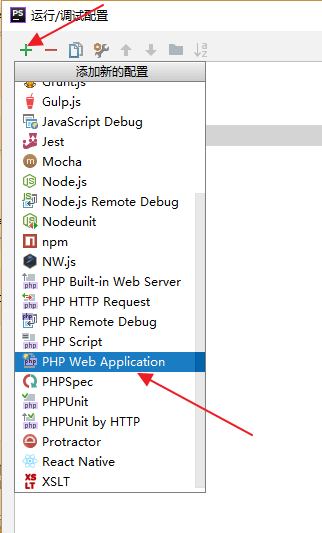 PS 运行/调试配置
添加新的配置
Grunt.js
Gulp.js
JavaScript Debug
Jest
Mocha
Node.js
Node.js Remote Debug
Nodeunit
npm
NW.js
PHP Built-in Web Server
PHP HTTP Request
PHP Remote Debug
PHP Script
PHP Web Application
PHPSpec
PHPUnit
PHPUnit by HTTP
Protractor
React Native
XSLT